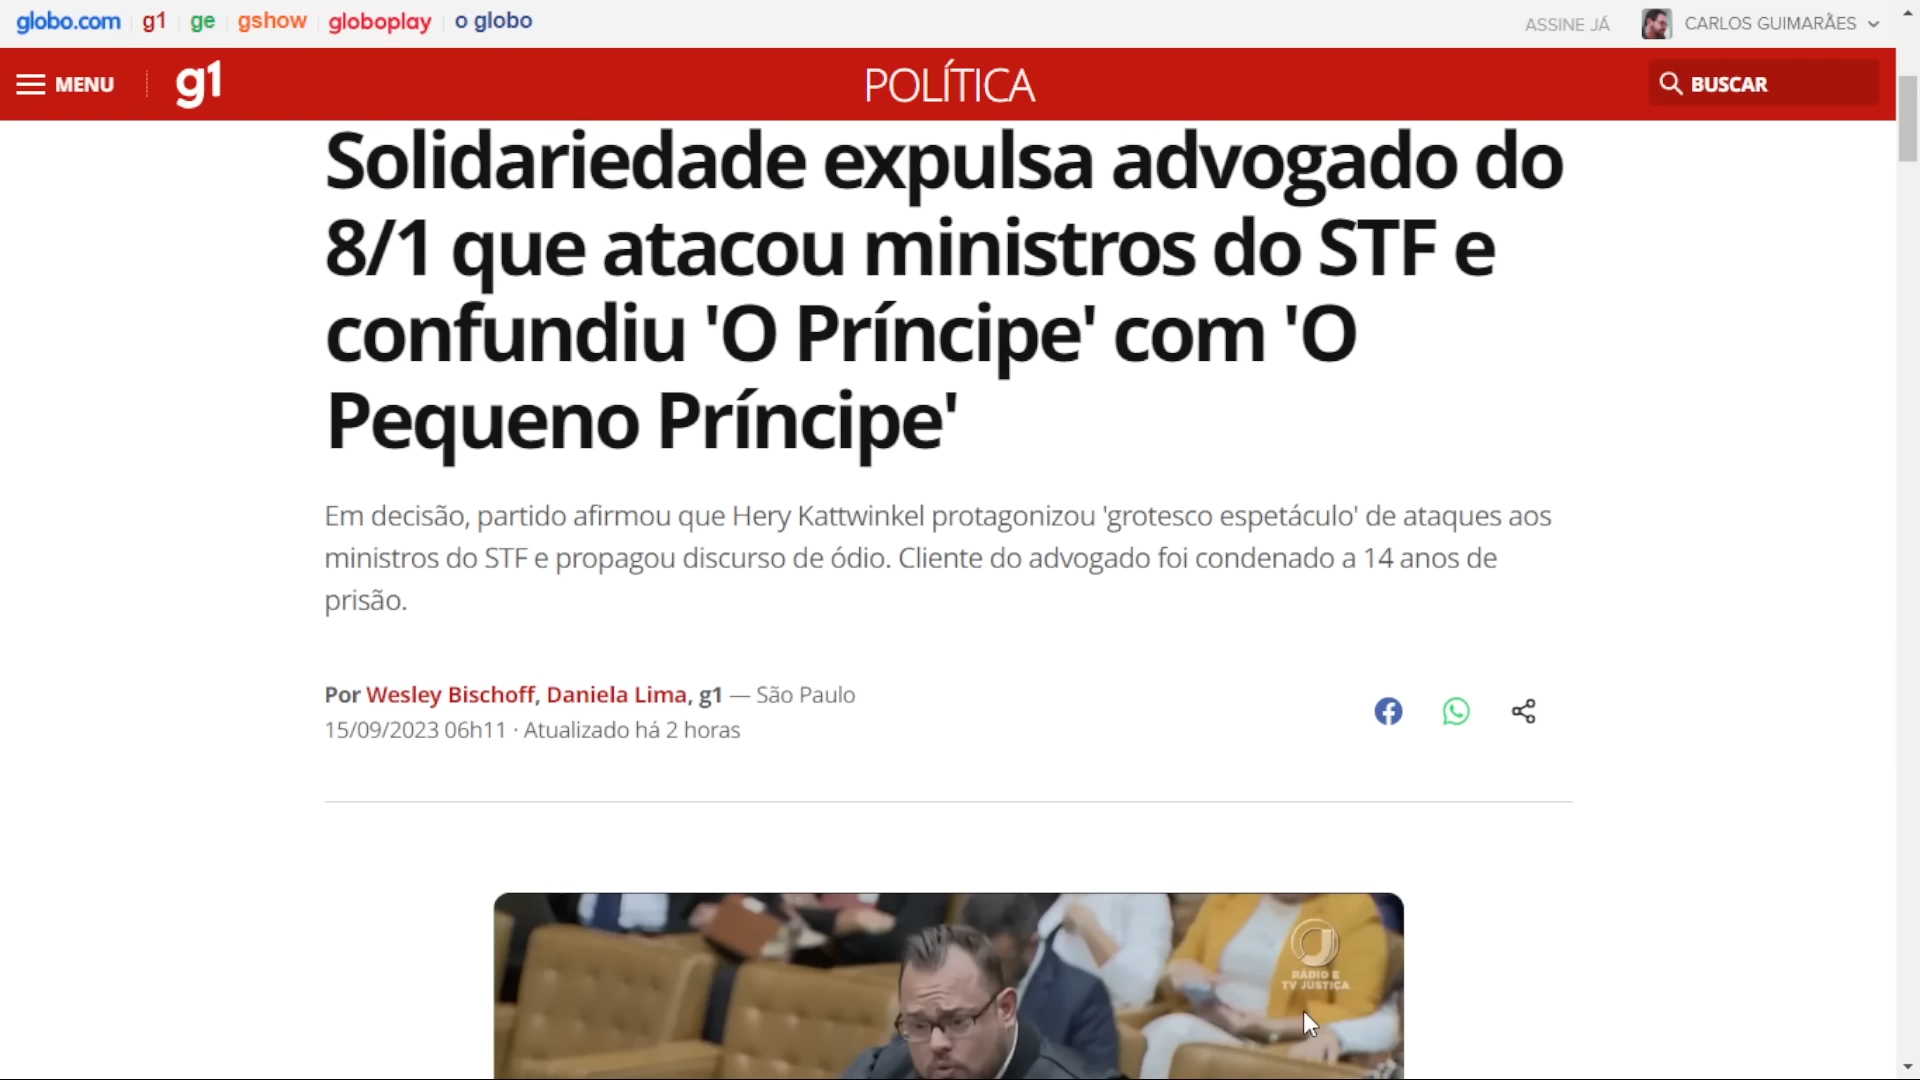 globo.com g1 ge gshow globoplay o globo
ASSINE JÁ CARLOS GUIMARÃES
MENU g1 POLÍTICA BUSCAR
Solidariedade expulsa advogado do
8/1 que atacou ministros do STF e
confundiu 'O Príncipe' com 'O
Pequeno Príncipe'
Em decisão, partido afirmou que Hery Kattwinkel protagonizou 'grotesco espetáculo' de ataques aos
ministros do STF e propagou discurso de ódio. Cliente do advogado foi condenado a 14 anos de
prisão.
Por Wesley Bischoff, Daniela Lima, g1 — São Paulo
15/09/2023 06h11 · Atualizado há 2 horas
RÁDIO E
TV JUSTIÇA